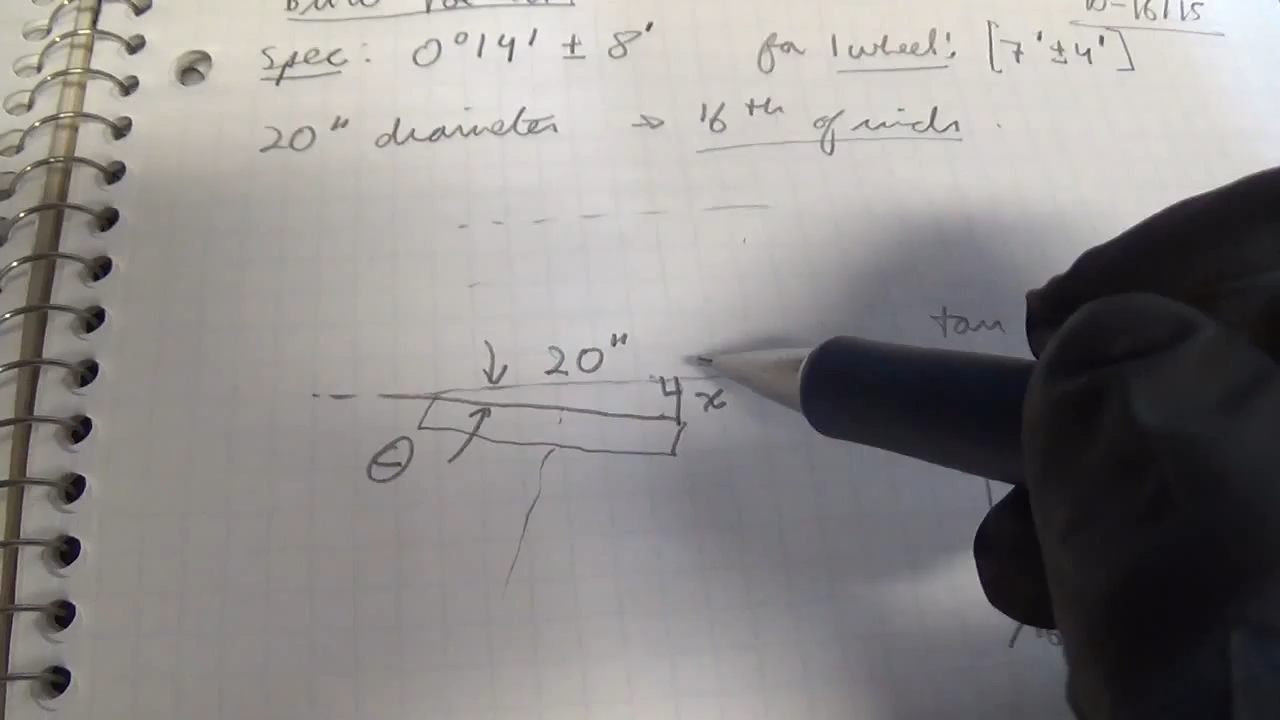 spec: 0°14' ± 8' for 1 wheel: [7' ± 4']
20" diameter → 16th of inch.
tan
20"
x
θ